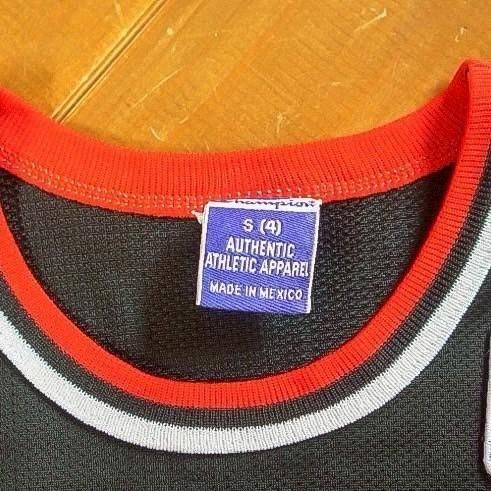 Champion
S (4)
AUTHENTIC
ATHLETIC APPAREL
MADE IN MEXICO